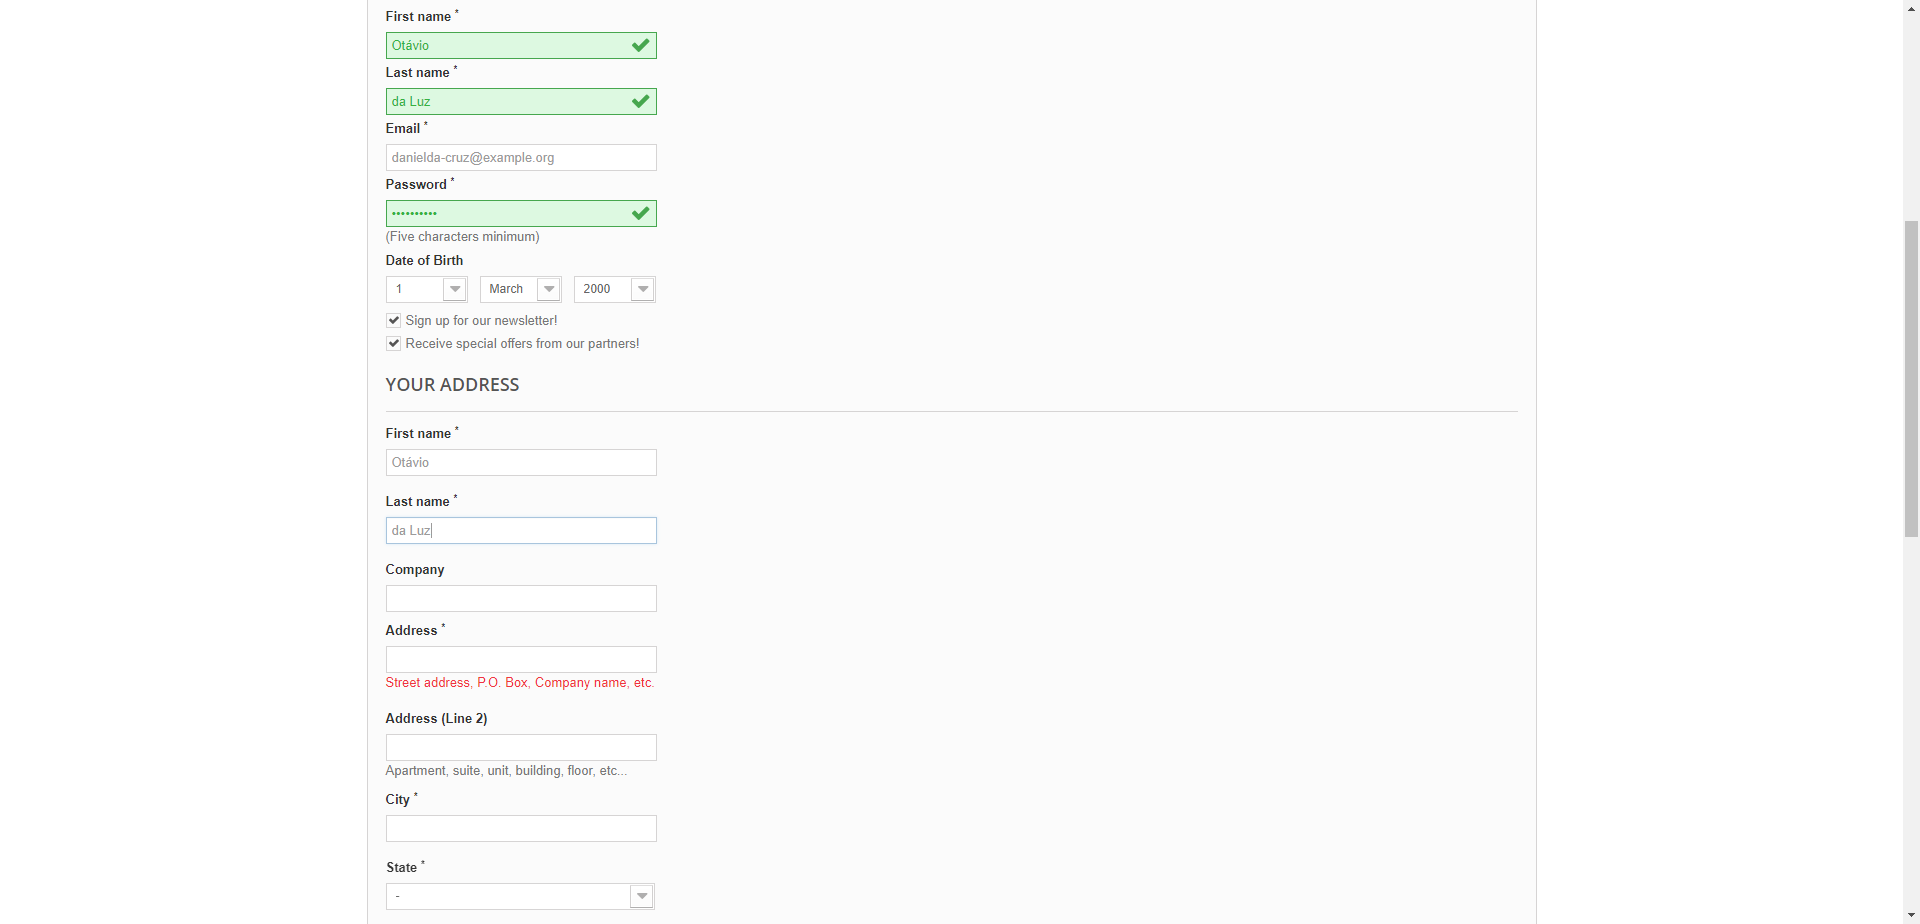 First name *
Otávio
Last name *
da Luz
Email *
danielda-cruz@example.org
Password *
••••••••••
(Five characters minimum)
Date of Birth
1 March 2000
Sign up for our newsletter!
Receive special offers from our partners!
YOUR ADDRESS
First name *
Otávio
Last name *
da Luz
Company
Address *
Street address, P.O. Box, Company name, etc.
Address (Line 2)
Apartment, suite, unit, building, floor, etc...
City *
State *
-